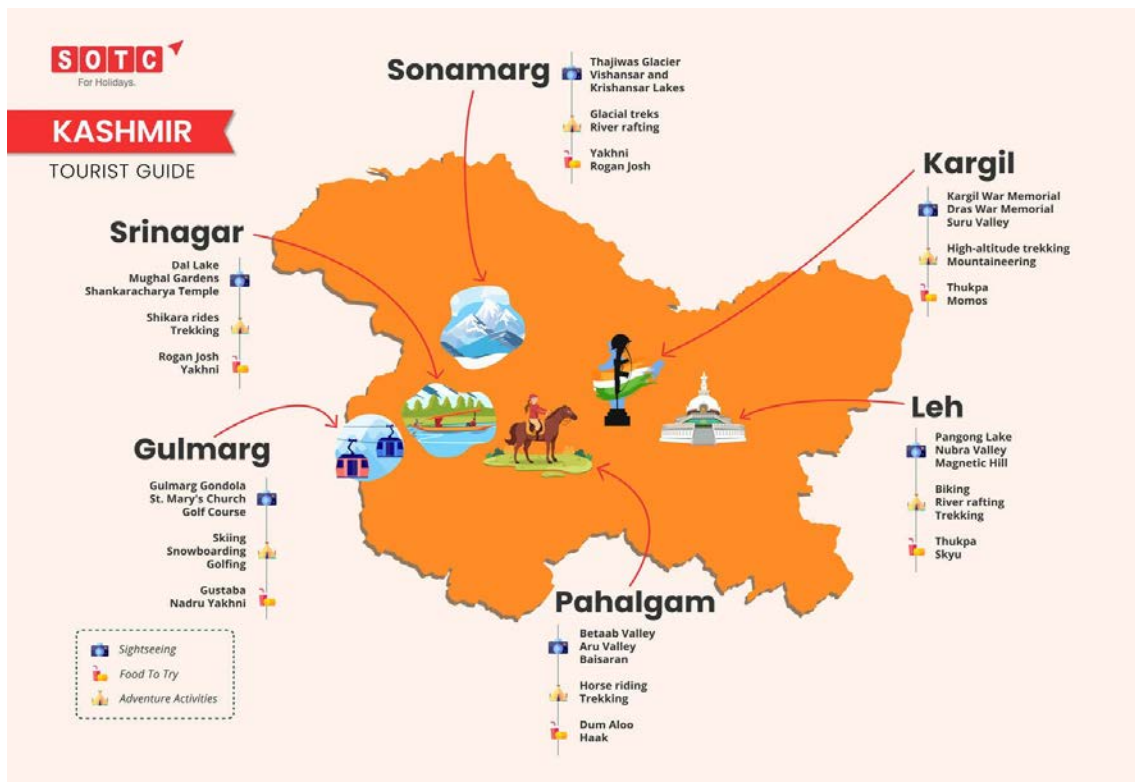 SOTC
For Holidays.
KASHMIR
TOURIST GUIDE
Sonamarg
Thajiwas Glacier
Vishansar and
Krishansar Lakes
Glacial treks
River rafting
Yakhni
Rogan Josh
Kargil
Kargil War Memorial
Dras War Memorial
Suru Valley
High-altitude trekking
Mountaineering
Thukpa
Momos
Srinagar
Dal Lake
Mughal Gardens
Shankaracharya Temple
Shikara rides
Trekking
Rogan Josh
Yakhni
Leh
Pangong Lake
Nubra Valley
Magnetic Hill
Biking
River rafting
Trekking
Thukpa
Skyu
Gulmarg
Gulmarg Gondola
St. Mary's Church
Golf Course
Skiing
Snowboarding
Golfing
Gustaba
Nadru Yakhni
Pahalgam
Betaab Valley
Aru Valley
Baisaran
Horse riding
Trekking
Dum Aloo
Haak
Sightseeing
Food To Try
Adventure Activities